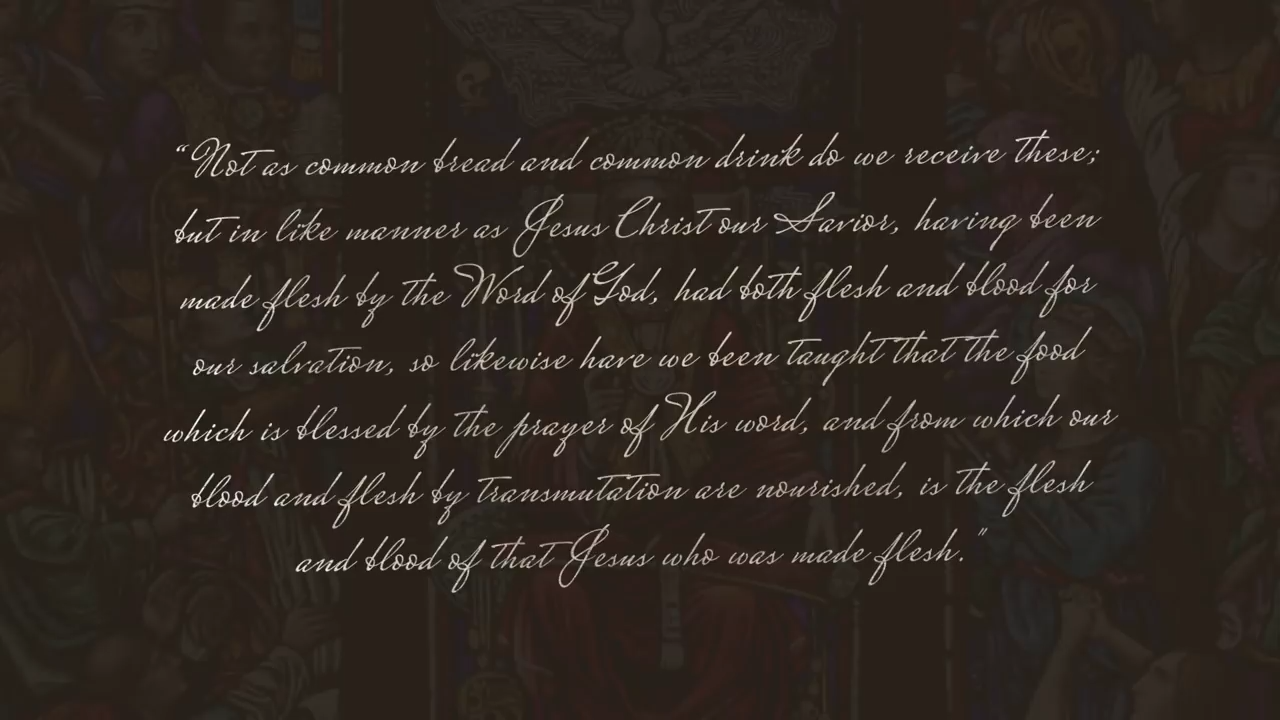 “Not as common bread and common drink do we receive these;
but in like manner as Jesus Christ our Savior, having been
made flesh by the Word of God, had both flesh and blood for
our salvation, so likewise have we been taught that the food
which is blessed by the prayer of His word, and from which our
blood and flesh by transmutation are nourished, is the flesh
and blood of that Jesus who was made flesh.”